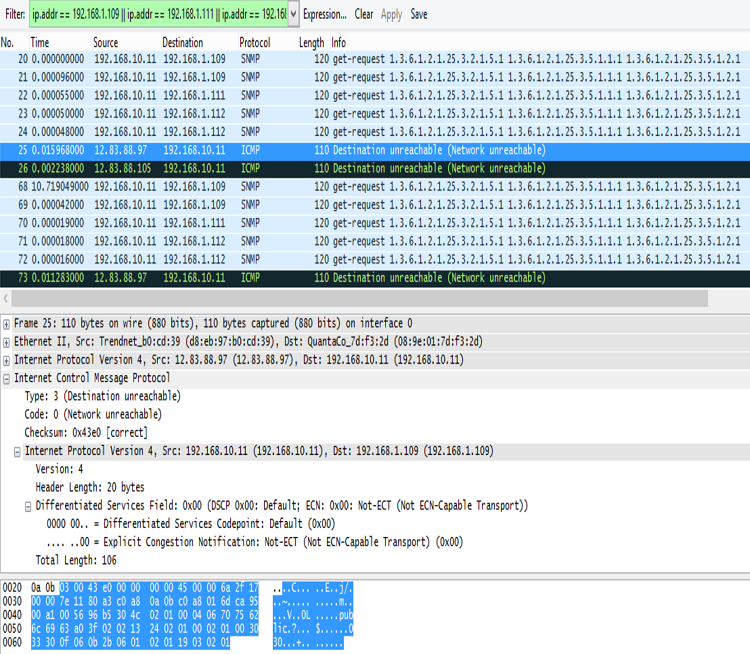 Filter: ip.addr == 192.168.1.109 || ip.addr == 192.168.1.111 || ip.addr == 192.168 Expression... Clear Apply Save
No. Time Source Destination Protocol Length Info
20 0.000000000 192.168.10.11 192.168.1.109 SNMP 120 get-request 1.3.6.1.2.1.25.3.2.1.5.1 1.3.6.1.2.1.25.3.5.1.1.1 1.3.6.1.2.1.25.3.5.1.2.1
21 0.000096000 192.168.10.11 192.168.1.109 SNMP 120 get-request 1.3.6.1.2.1.25.3.2.1.5.1 1.3.6.1.2.1.25.3.5.1.1.1 1.3.6.1.2.1.25.3.5.1.2.1
22 0.000055000 192.168.10.11 192.168.1.111 SNMP 120 get-request 1.3.6.1.2.1.25.3.2.1.5.1 1.3.6.1.2.1.25.3.5.1.1.1 1.3.6.1.2.1.25.3.5.1.2.1
23 0.000050000 192.168.10.11 192.168.1.112 SNMP 120 get-request 1.3.6.1.2.1.25.3.2.1.5.1 1.3.6.1.2.1.25.3.5.1.1.1 1.3.6.1.2.1.25.3.5.1.2.1
24 0.000048000 192.168.10.11 192.168.1.112 SNMP 120 get-request 1.3.6.1.2.1.25.3.2.1.5.1 1.3.6.1.2.1.25.3.5.1.1.1 1.3.6.1.2.1.25.3.5.1.2.1
25 0.015968000 12.83.88.97 192.168.10.11 ICMP 110 Destination unreachable (Network unreachable)
26 0.002238000 12.83.88.105 192.168.10.11 ICMP 110 Destination unreachable (Network unreachable)
68 10.719049000 192.168.10.11 192.168.1.109 SNMP 120 get-request 1.3.6.1.2.1.25.3.2.1.5.1 1.3.6.1.2.1.25.3.5.1.1.1 1.3.6.1.2.1.25.3.5.1.2.1
69 0.000042000 192.168.10.11 192.168.1.109 SNMP 120 get-request 1.3.6.1.2.1.25.3.2.1.5.1 1.3.6.1.2.1.25.3.5.1.1.1 1.3.6.1.2.1.25.3.5.1.2.1
70 0.000019000 192.168.10.11 192.168.1.111 SNMP 120 get-request 1.3.6.1.2.1.25.3.2.1.5.1 1.3.6.1.2.1.25.3.5.1.1.1 1.3.6.1.2.1.25.3.5.1.2.1
71 0.000018000 192.168.10.11 192.168.1.112 SNMP 120 get-request 1.3.6.1.2.1.25.3.2.1.5.1 1.3.6.1.2.1.25.3.5.1.1.1 1.3.6.1.2.1.25.3.5.1.2.1
72 0.000016000 192.168.10.11 192.168.1.112 SNMP 120 get-request 1.3.6.1.2.1.25.3.2.1.5.1 1.3.6.1.2.1.25.3.5.1.1.1 1.3.6.1.2.1.25.3.5.1.2.1
73 0.011283000 12.83.88.97 192.168.10.11 ICMP 110 Destination unreachable (Network unreachable)
Frame 25: 110 bytes on wire (880 bits), 110 bytes captured (880 bits) on interface 0
Ethernet II, Src: Trendnet_b0:cd:39 (d8:eb:97:b0:cd:39), Dst: QuantaCo_7d:f3:2d (08:9e:01:7d:f3:2d)
Internet Protocol Version 4, Src: 12.83.88.97 (12.83.88.97), Dst: 192.168.10.11 (192.168.10.11)
Internet Control Message Protocol
Type: 3 (Destination unreachable)
Code: 0 (Network unreachable)
Checksum: 0x43e0 [correct]
Internet Protocol Version 4, Src: 192.168.10.11 (192.168.10.11), Dst: 192.168.1.109 (192.168.1.109)
Version: 4
Header Length: 20 bytes
Differentiated Services Field: 0x00 (DSCP 0x00: Default; ECN: 0x00: Not-ECT (Not ECN-Capable Transport))
0000 00.. = Differentiated Services Codepoint: Default (0x00)
.... ..00 = Explicit Congestion Notification: Not-ECT (Not ECN-Capable Transport) (0x00)
Total Length: 106
0020 0a 0b 03 00 43 e0 00 00 00 00 45 00 00 6a 2f 17 ....C... ..E..j/.
0030 00 00 7e 11 80 a3 c0 a8 0a 0b c0 a8 01 6d ca 95 ..~..... .....m..
0040 00 a1 00 56 96 b5 30 4c 02 01 00 04 06 70 75 62 ...V..0L .....pub
0050 6c 69 63 a0 3f 02 02 13 24 02 01 00 02 01 00 30 lic.?... $......0
0060 33 30 0f 06 0b 2b 06 01 02 01 19 03 02 01 30...+.. ......